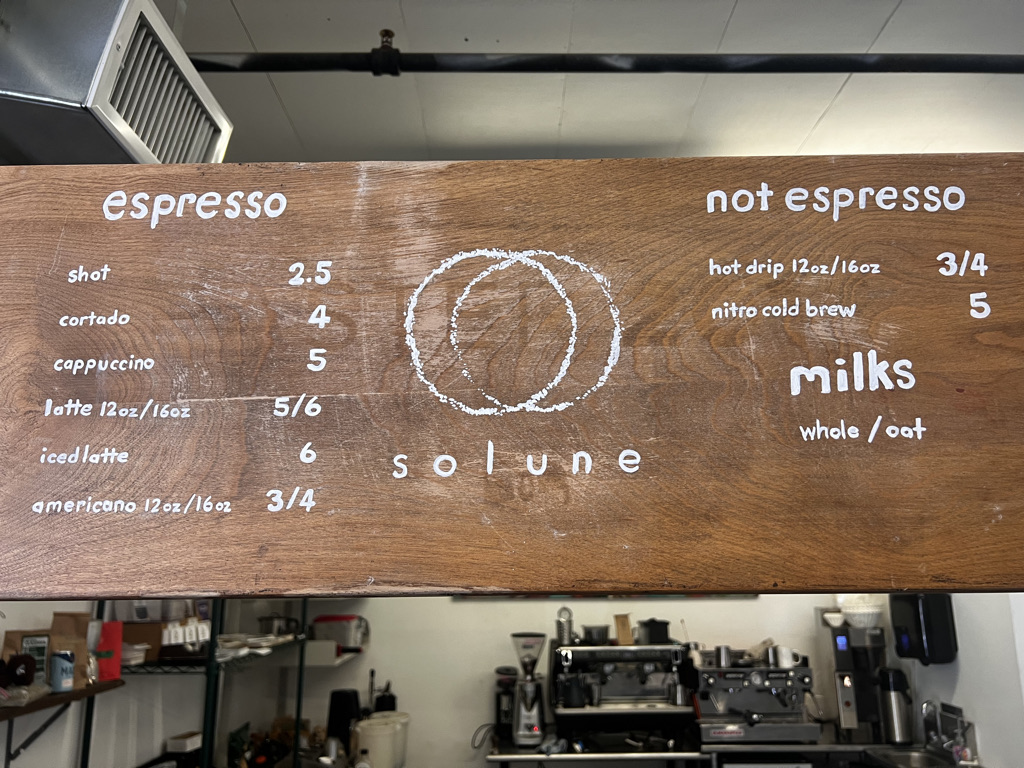 espresso
shot 2.5
cortado 4
cappuccino 5
latte 12oz/16oz 5/6
iced latte 6
americano 12oz/16oz 3/4
solune
not espresso
hot drip 12oz/16oz 3/4
nitro cold brew 5
milks
whole / oat